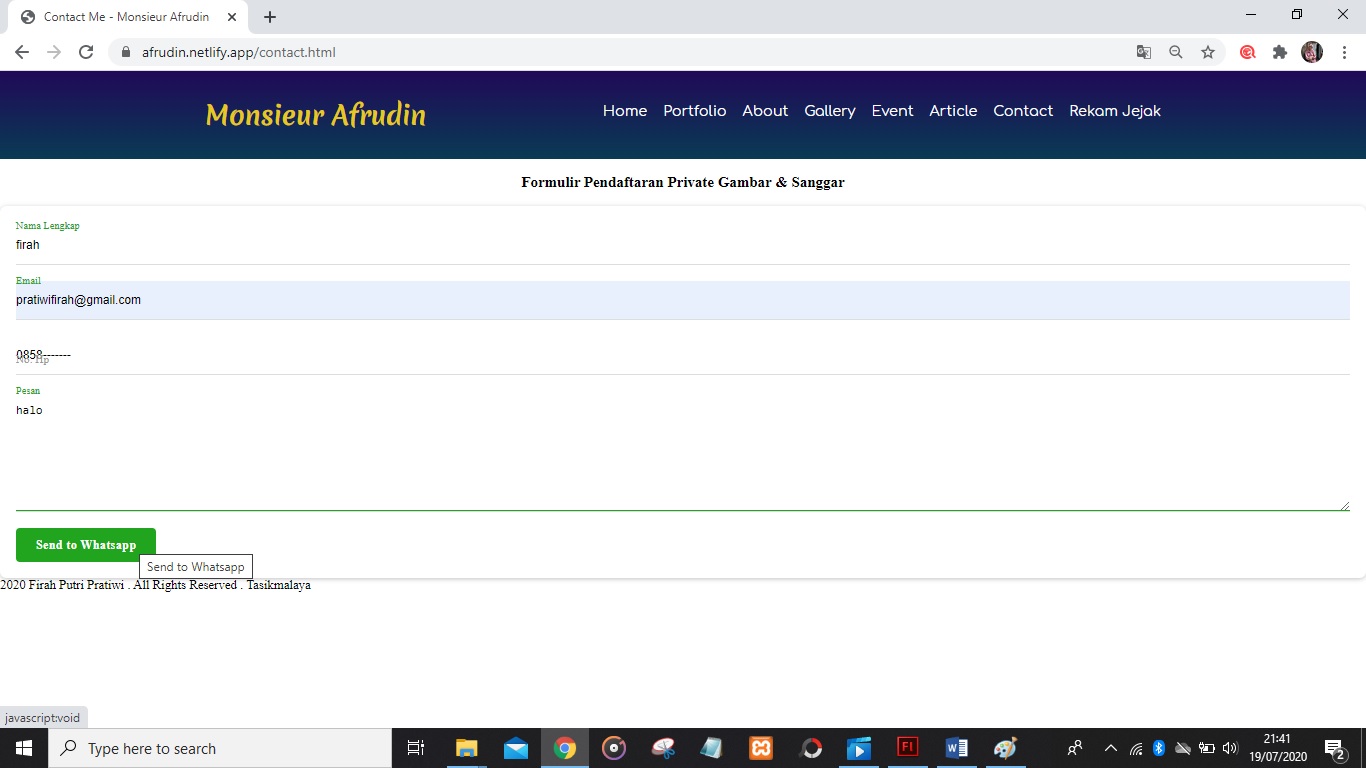 Contact Me - Monsieur Afrudin
afrudin.netlify.app/contact.html
Monsieur Afrudin
Home Portfolio About Gallery Event Article Contact Rekam Jejak
Formulir Pendaftaran Private Gambar & Sanggar
Nama Lengkap
firah
Email
pratiwifirah@gmail.com
0858-------
No. Hp
Pesan
halo
Send to Whatsapp
Send to Whatsapp
2020 Firah Putri Pratiwi . All Rights Reserved . Tasikmalaya
javascript:void
Type here to search
21:41
19/07/2020
2